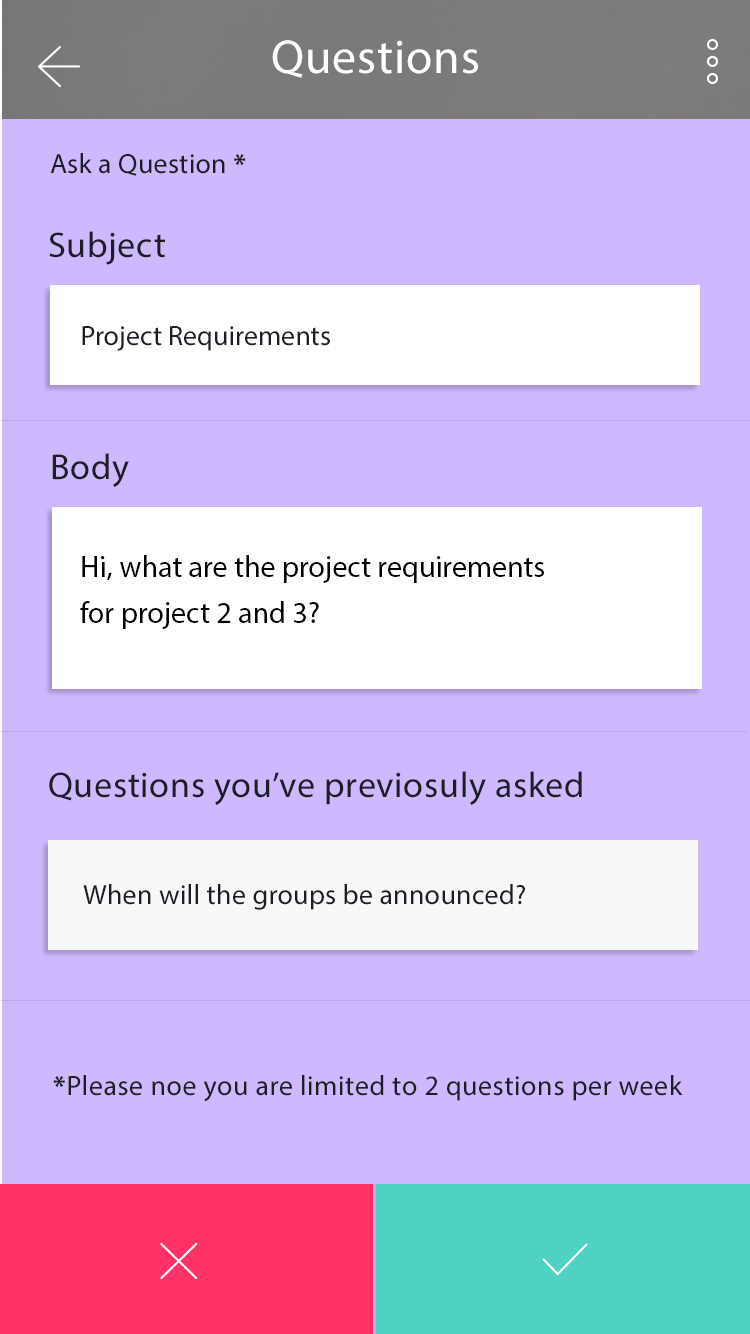 Questions
Ask a Question *
Subject
Project Requirements
Body
Hi, what are the project requirements
for project 2 and 3?
Questions you’ve previosuly asked
When will the groups be announced?
*Please noe you are limited to 2 questions per week